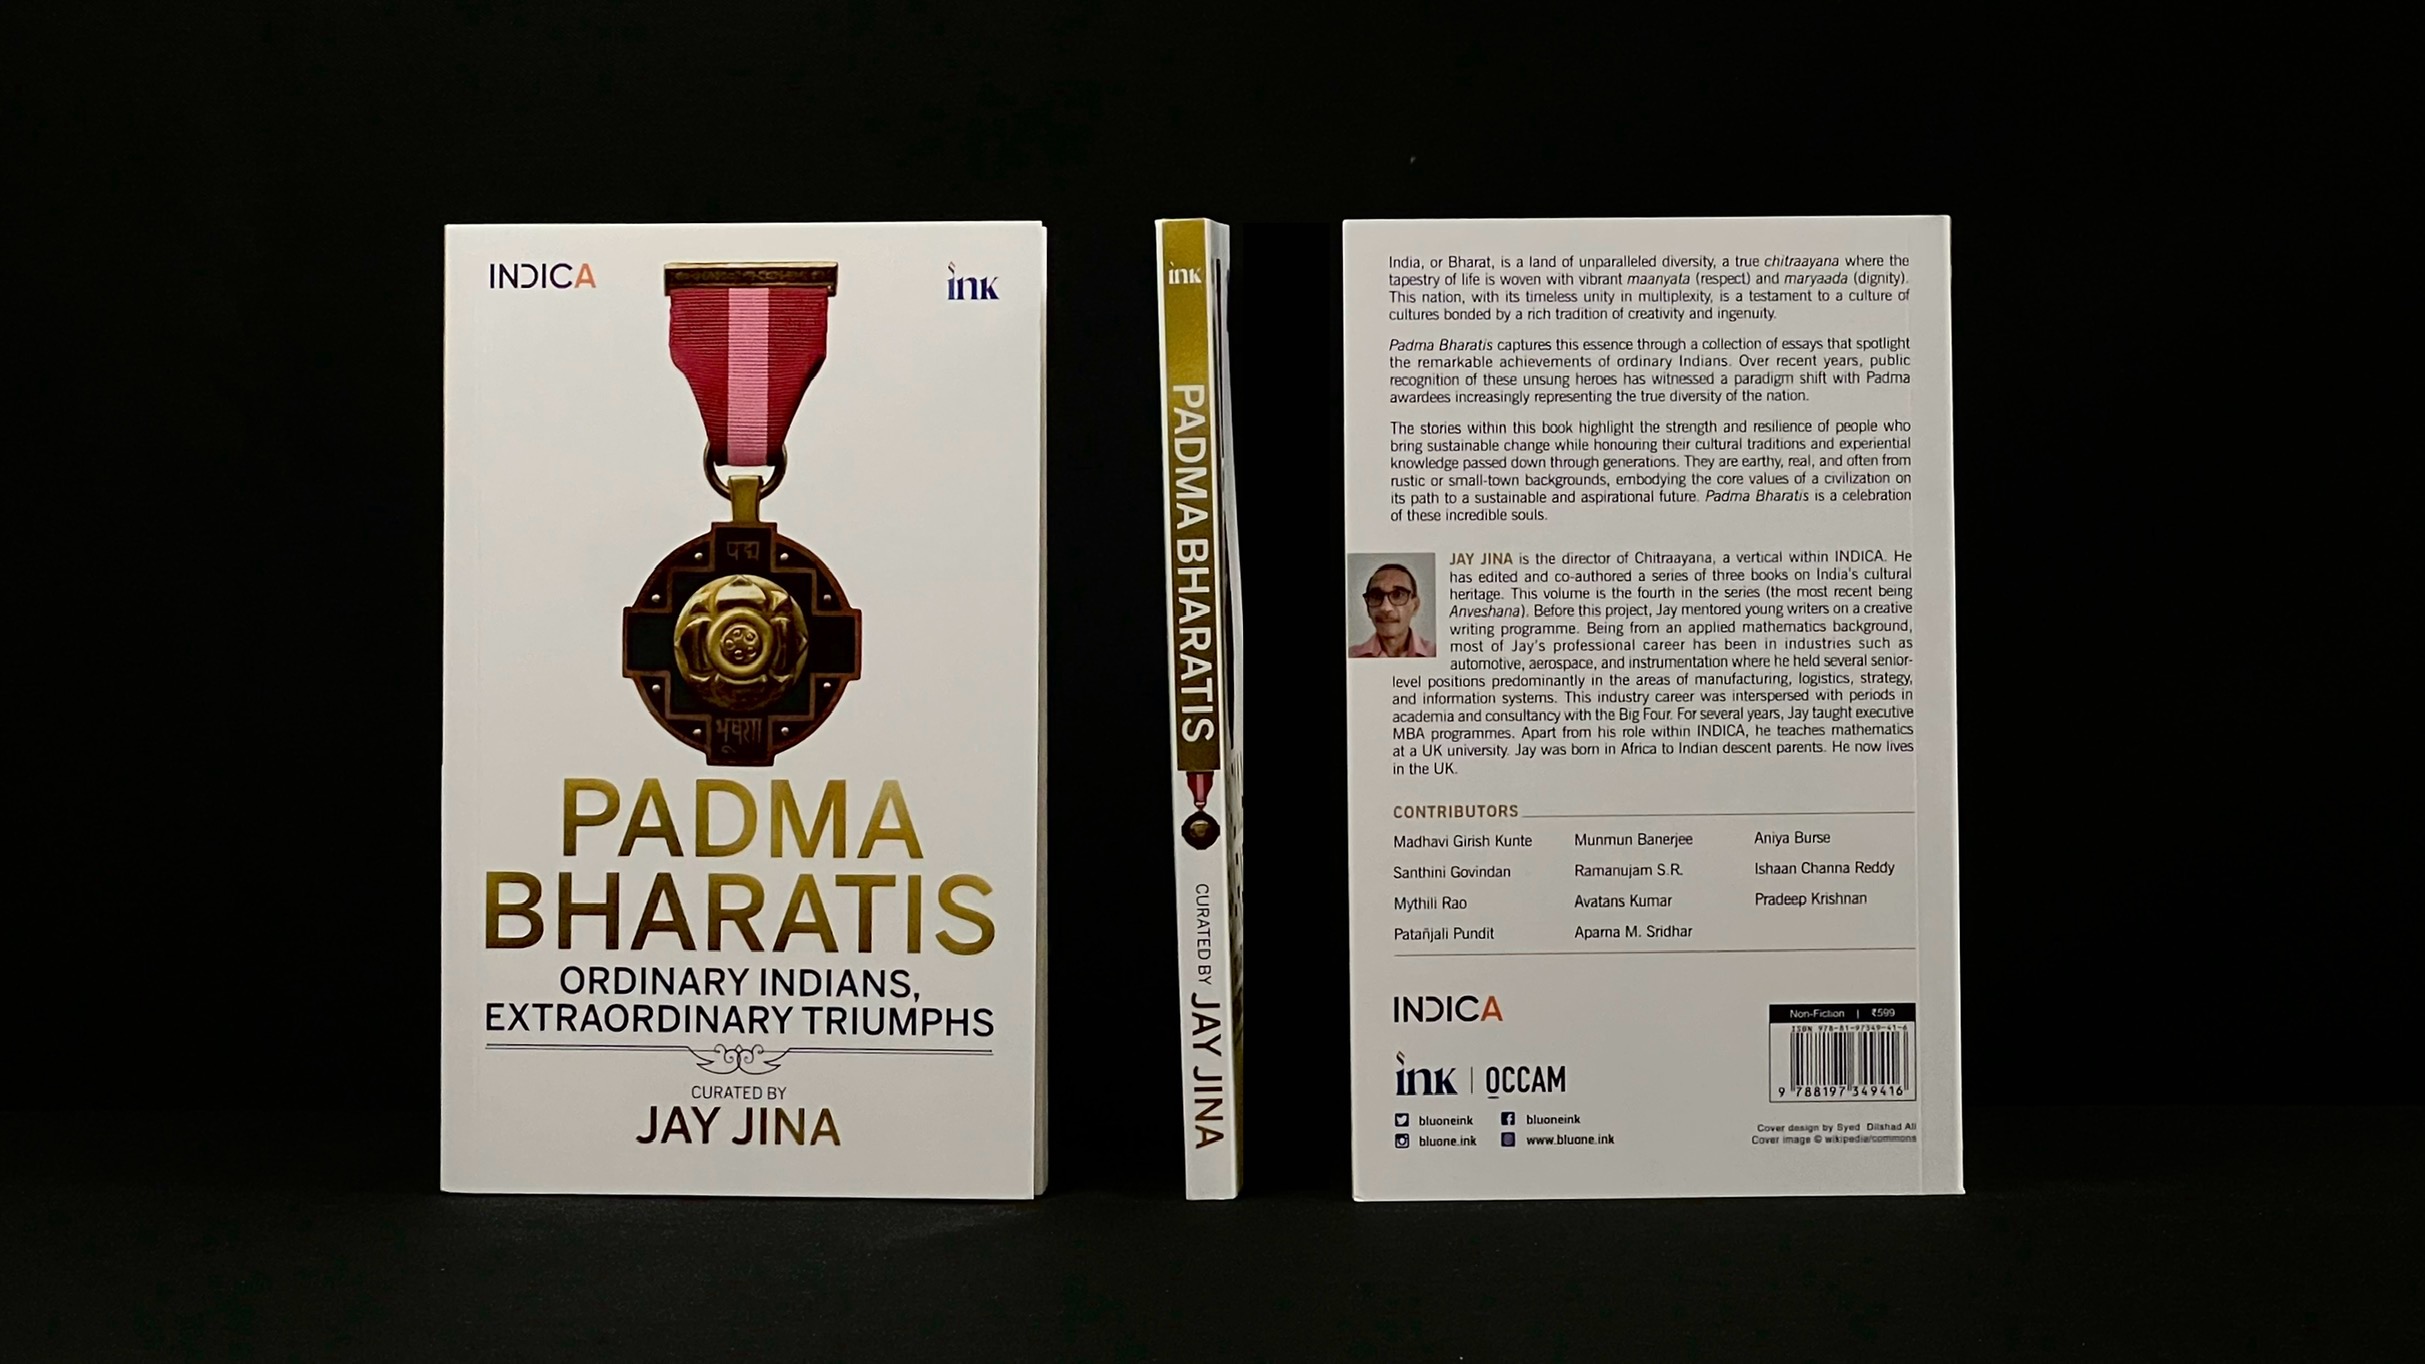 INDICA
ink
पद्म
भूषण
PADMA
BHARATIS
ORDINARY INDIANS,
EXTRAORDINARY TRIUMPHS
CURATED BY
JAY JINA
ink
PADMA BHARATIS
CURATED BY JAY JINA
India, or Bharat, is a land of unparalleled diversity, a true chitraayana where the
tapestry of life is woven with vibrant maanyata (respect) and maryaada (dignity).
This nation, with its timeless unity in multiplexity, is a testament to a culture of
cultures bonded by a rich tradition of creativity and ingenuity.
Padma Bharatis captures this essence through a collection of essays that spotlight
the remarkable achievements of ordinary Indians. Over recent years, public
recognition of these unsung heroes has witnessed a paradigm shift with Padma
awardees increasingly representing the true diversity of the nation.
The stories within this book highlight the strength and resilience of people who
bring sustainable change while honouring their cultural traditions and experiential
knowledge passed down through generations. They are earthy, real, and often from
rustic or small-town backgrounds, embodying the core values of a civilization on
its path to a sustainable and aspirational future. Padma Bharatis is a celebration
of these incredible souls.
JAY JINA is the director of Chitraayana, a vertical within INDICA. He
has edited and co-authored a series of three books on India's cultural
heritage. This volume is the fourth in the series (the most recent being
Anveshana). Before this project, Jay mentored young writers on a creative
writing programme. Being from an applied mathematics background,
most of Jay's professional career has been in industries such as
automotive, aerospace, and instrumentation where he held several senior-
level positions predominantly in the areas of manufacturing, logistics, strategy,
and information systems. This industry career was interspersed with periods in
academia and consultancy with the Big Four. For several years, Jay taught executive
MBA programmes. Apart from his role within INDICA, he teaches mathematics
at a UK university. Jay was born in Africa to Indian descent parents. He now lives
in the UK.
CONTRIBUTORS
Madhavi Girish Kunte Munmun Banerjee Aniya Burse
Santhini Govindan Ramanujam S.R. Ishaan Channa Reddy
Mythili Rao Avatans Kumar Pradeep Krishnan
Patañjali Pundit Aparna M. Sridhar
INDICA
ink | OCCAM
bluoneink bluoneink
bluone.ink www.bluone.ink
Non-Fiction | ₹599
ISBN 978-81-97349-41-6
9 788197 349416
Cover design by Syed Dilshad Ali
Cover image © wikipedia/commons